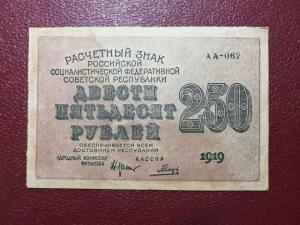 РАСЧЕТНЫЙ ЗНАК
РОССИЙСКОЙ
СОЦИАЛИСТИЧЕСКОЙ ФЕДЕРАТИВНОЙ
СОВЕТСКОЙ РЕСПУБЛИКИ
АА-062
ДВЕСТИ
ПЯТЬДЕСЯТ
РУБЛЕЙ
250
ОБЕСПЕЧИВАЕТСЯ ВСЕМ
ДОСТОЯНИЕМ РЕСПУБЛИКИ
НАРОДНЫЙ КОМИССАР
ФИНАНСОВ
КАССИР
1919